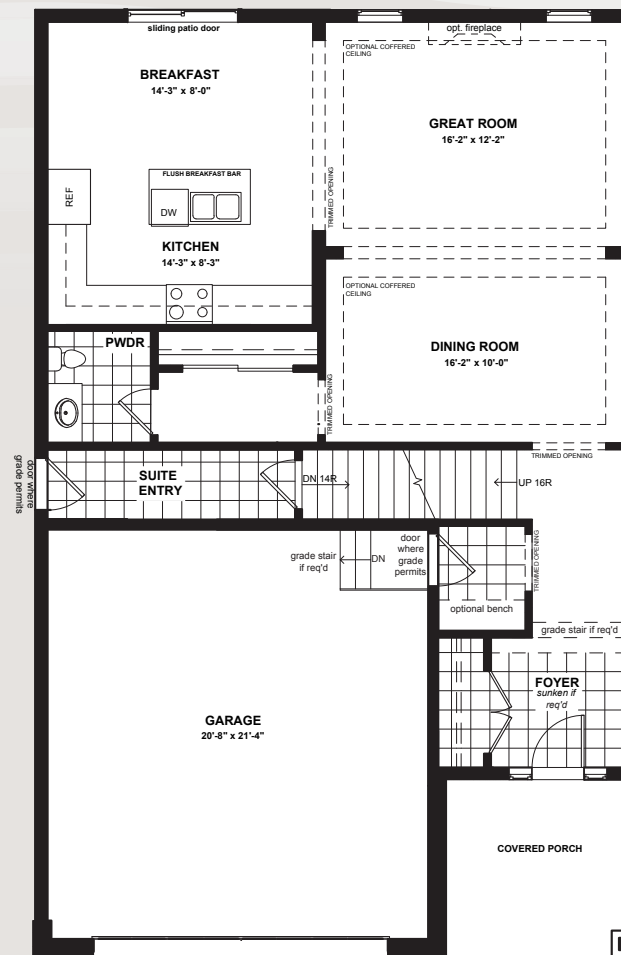 sliding patio door
opt. fireplace
OPTIONAL COFFERED
CEILING
BREAKFAST
14'-3" x 8'-0"
GREAT ROOM
16'-2" x 12'-2"
FLUSH BREAKFAST BAR
REF
DW
TRIMMED OPENING
KITCHEN
14'-3" x 8'-3"
OPTIONAL COFFERED
CEILING
PWDR
DINING ROOM
16'-2" x 10'-0"
TRIMMED OPENING
TRIMMED OPENING
door where
grade permits
SUITE
ENTRY
DN 14R
UP 16R
grade stair
if req'd
DN
door
where
grade
permits
TRIMMED OPENING
optional bench
grade stair if req'd
FOYER
sunken if
req'd
GARAGE
20'-8" x 21'-4"
COVERED PORCH